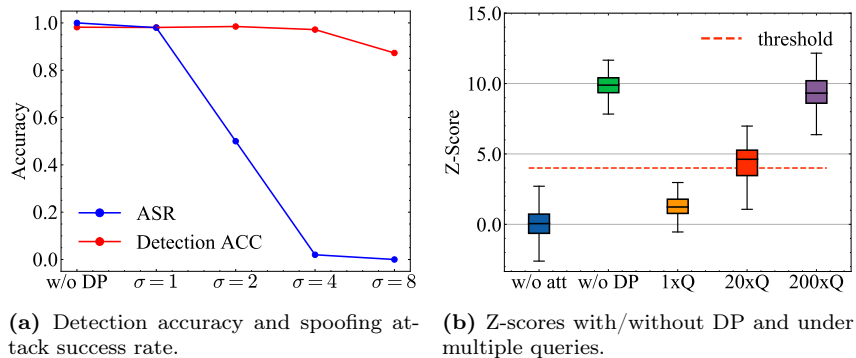 1.0
0.8
0.6
0.4
0.2
0.0
Accuracy
ASR
Detection ACC
w/o DP σ = 1 σ = 2 σ = 4 σ = 8
(a) Detection accuracy and spoofing at-
tack success rate.
15.0
10.0
5.0
0.0
Z-Score
threshold
w/o att w/o DP 1xQ 20xQ 200xQ
(b) Z-scores with/without DP and under
multiple queries.